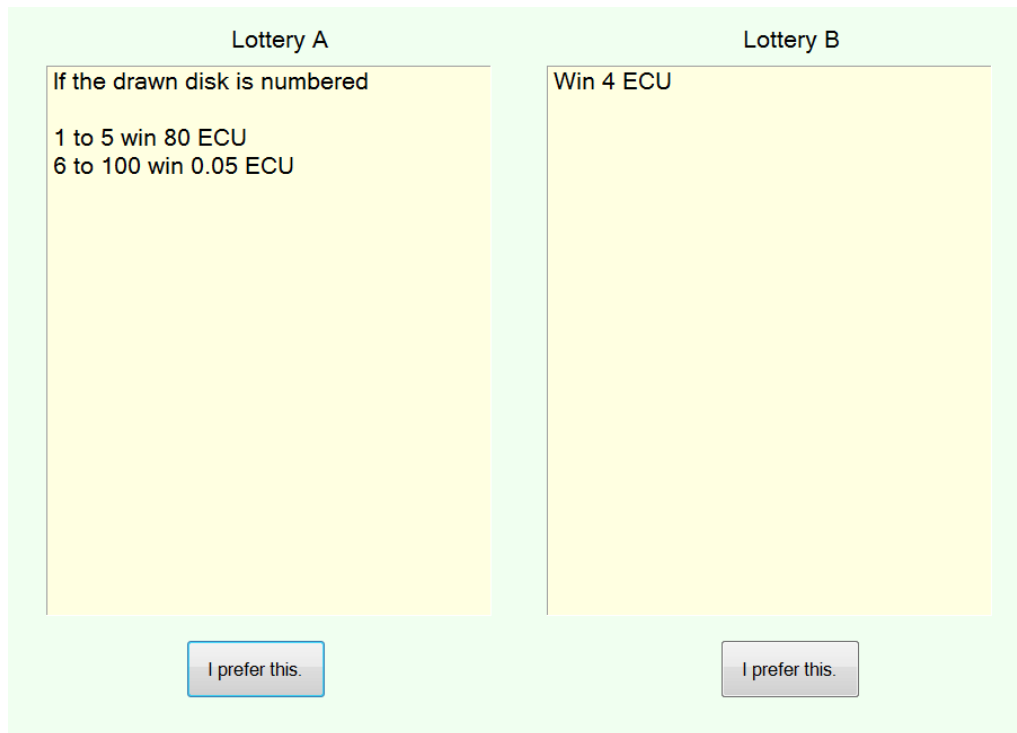 Lottery A
If the drawn disk is numbered
1 to 5 win 80 ECU
6 to 100 win 0.05 ECU
I prefer this.
Lottery B
Win 4 ECU
I prefer this.